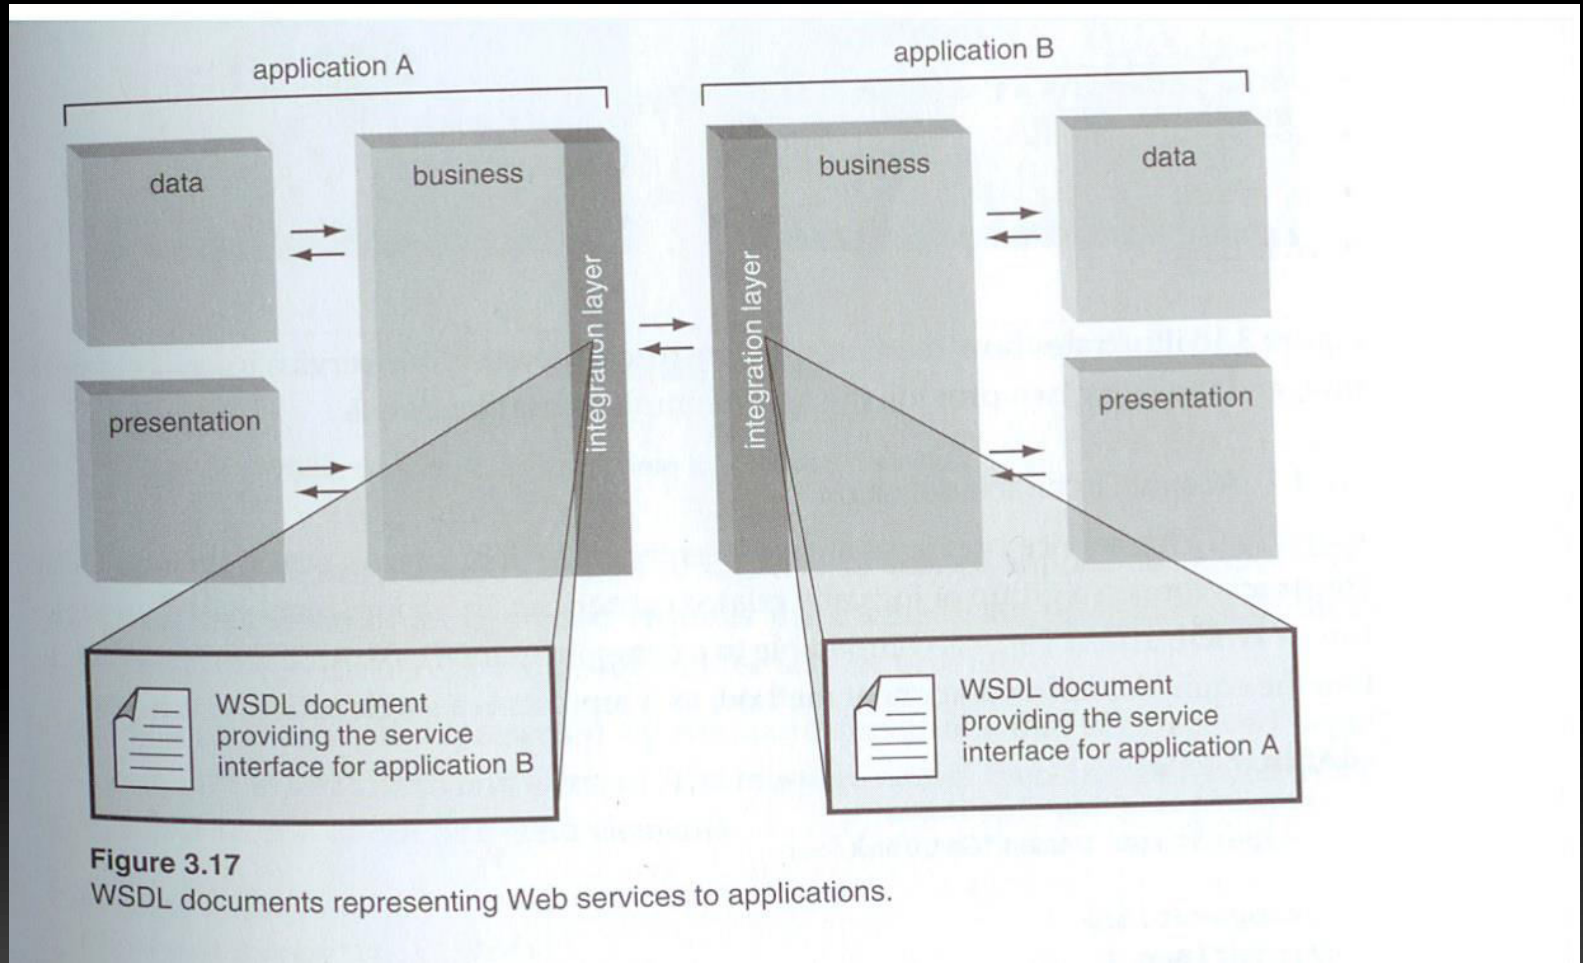 application A
application B
data
business
integration layer
integration layer
business
data
presentation
presentation
WSDL document
providing the service
interface for application B
WSDL document
providing the service
interface for application A
Figure 3.17
WSDL documents representing Web services to applications.